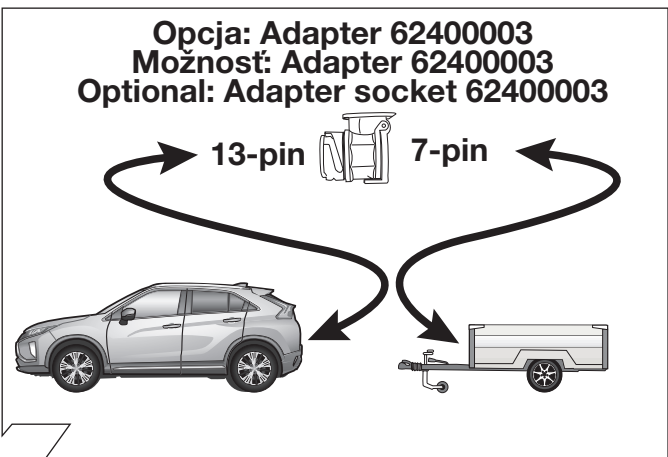 Opcja: Adapter 62400003
Možnosť: Adapter 62400003
Optional: Adapter socket 62400003
13-pin 7-pin